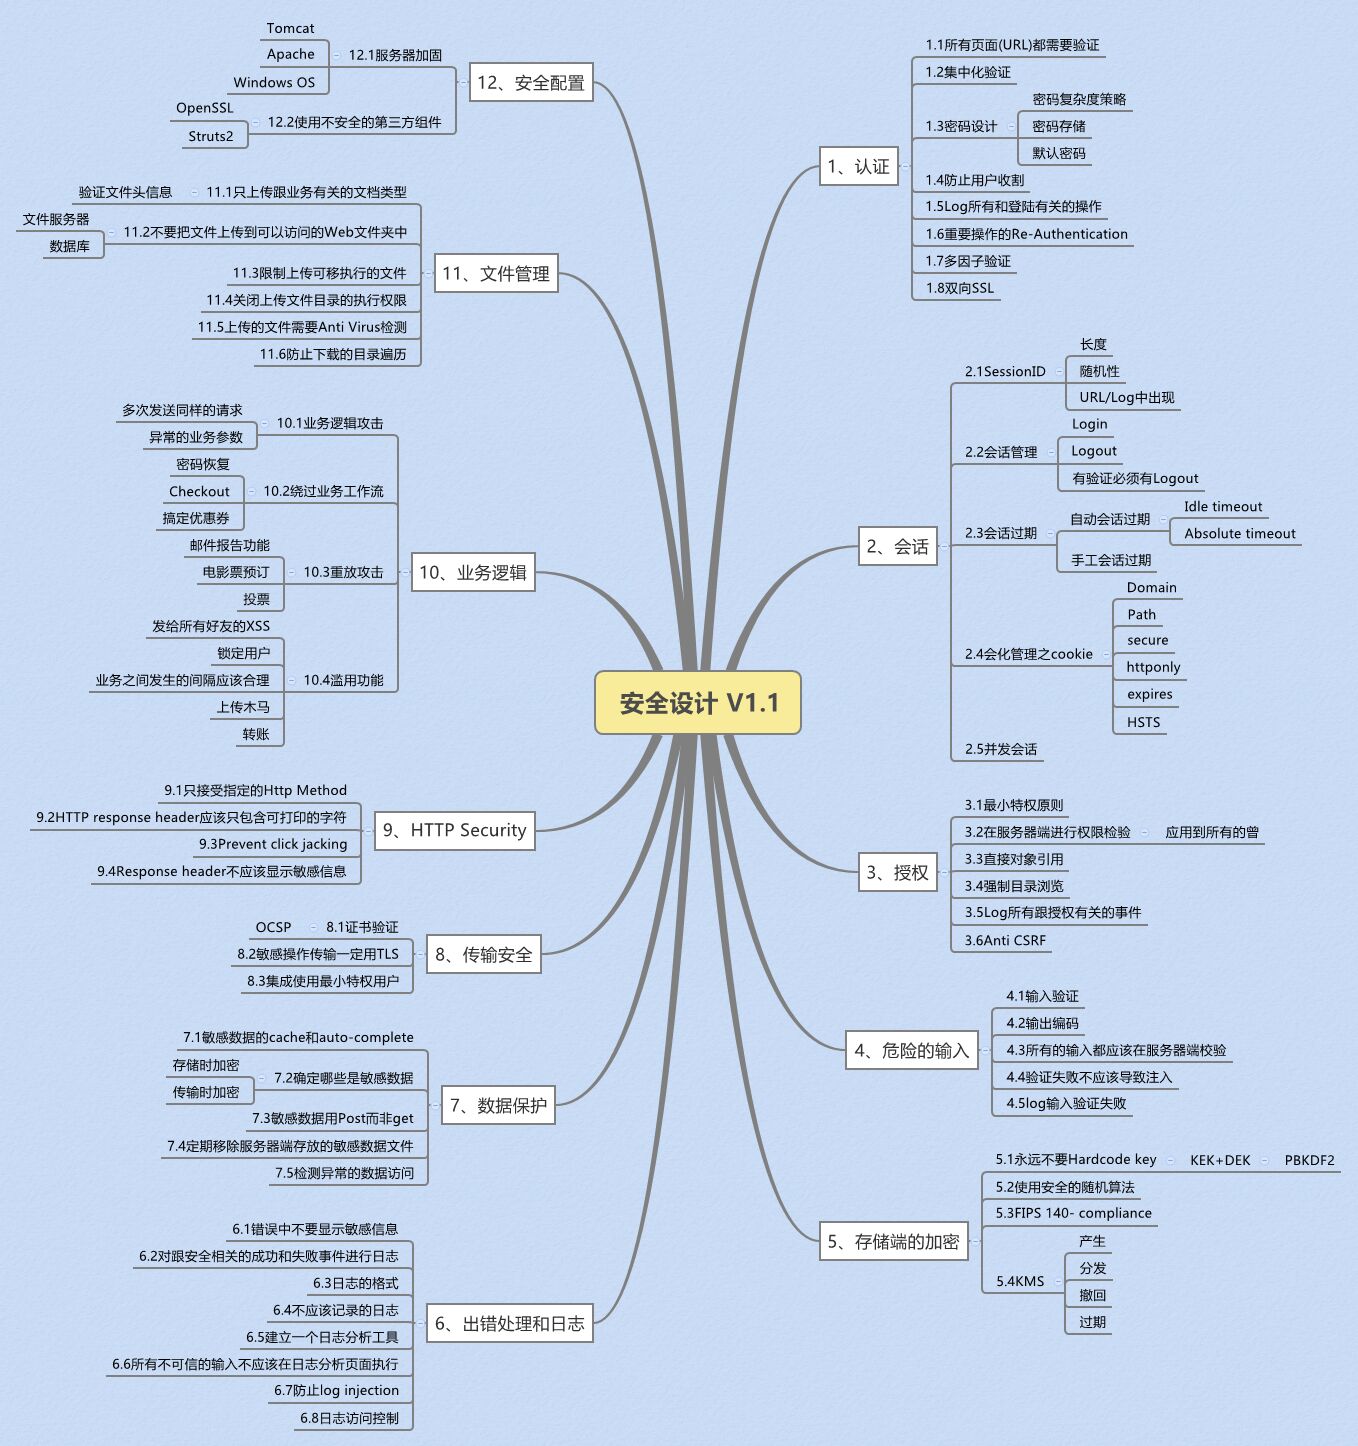 安全设计 V1.1
1、认证
1.1所有页面(URL)都需要验证
1.2集中化验证
1.3密码设计
密码复杂度策略
密码存储
默认密码
1.4防止用户收割
1.5Log所有和登陆有关的操作
1.6重要操作的Re-Authentication
1.7多因子验证
1.8双向SSL
2、会话
2.1SessionID
长度
随机性
URL/Log中出现
2.2会话管理
Login
Logout
有验证必须有Logout
2.3会话过期
自动会话过期
Idle timeout
Absolute timeout
手工会话过期
2.4会化管理之cookie
Domain
Path
secure
httponly
expires
HSTS
2.5并发会话
3、授权
3.1最小特权原则
3.2在服务器端进行权限检验
应用到所有的曾
3.3直接对象引用
3.4强制目录浏览
3.5Log所有跟授权有关的事件
3.6Anti CSRF
4、危险的输入
4.1输入验证
4.2输出编码
4.3所有的输入都应该在服务器端校验
4.4验证失败不应该导致注入
4.5log输入验证失败
5、存储端的加密
5.1永远不要Hardcode key
KEK+DEK
PBKDF2
5.2使用安全的随机算法
5.3FIPS 140- compliance
5.4KMS
产生
分发
撤回
过期
6、出错处理和日志
6.1错误中不要显示敏感信息
6.2对跟安全相关的成功和失败事件进行日志
6.3日志的格式
6.4不应该记录的日志
6.5建立一个日志分析工具
6.6所有不可信的输入不应该在日志分析页面执行
6.7防止log injection
6.8日志访问控制
7、数据保护
7.1敏感数据的cache和auto-complete
7.2确定哪些是敏感数据
存储时加密
传输时加密
7.3敏感数据用Post而非get
7.4定期移除服务器端存放的敏感数据文件
7.5检测异常的数据访问
8、传输安全
8.1证书验证
OCSP
8.2敏感操作传输一定用TLS
8.3集成使用最小特权用户
9、HTTP Security
9.1只接受指定的Http Method
9.2HTTP response header应该只包含可打印的字符
9.3Prevent click jacking
9.4Response header不应该显示敏感信息
10、业务逻辑
10.1业务逻辑攻击
多次发送同样的请求
异常的业务参数
10.2绕过业务工作流
密码恢复
Checkout
搞定优惠券
10.3重放攻击
邮件报告功能
电影票预订
投票
10.4滥用功能
发给所有好友的XSS
锁定用户
业务之间发生的间隔应该合理
上传木马
转账
11、文件管理
11.1只上传跟业务有关的文档类型
验证文件头信息
11.2不要把文件上传到可以访问的Web文件夹中
文件服务器
数据库
11.3限制上传可移执行的文件
11.4关闭上传文件目录的执行权限
11.5上传的文件需要Anti Virus检测
11.6防止下载的目录遍历
12、安全配置
12.1服务器加固
Tomcat
Apache
Windows OS
12.2使用不安全的第三方组件
OpenSSL
Struts2